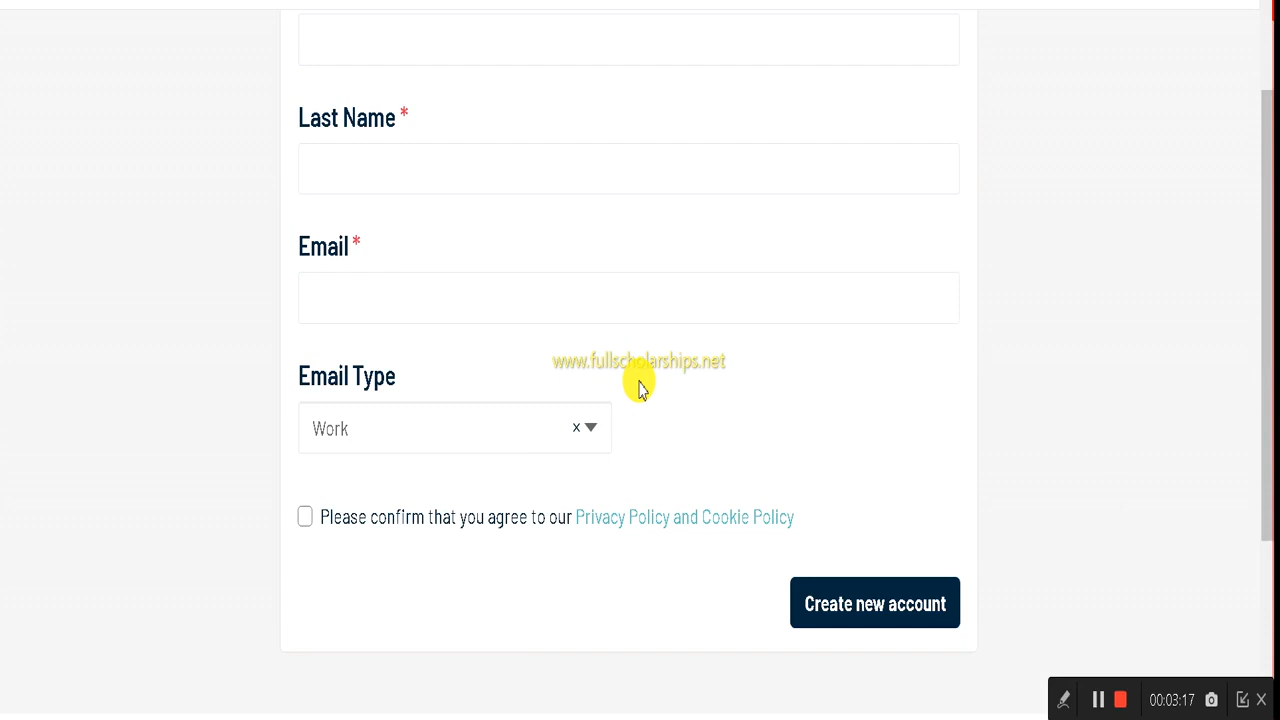 Last Name *
Email *
www.fullscholarships.net
Email Type
Work x
Please confirm that you agree to our Privacy Policy and Cookie Policy
Create new account
00:03:17